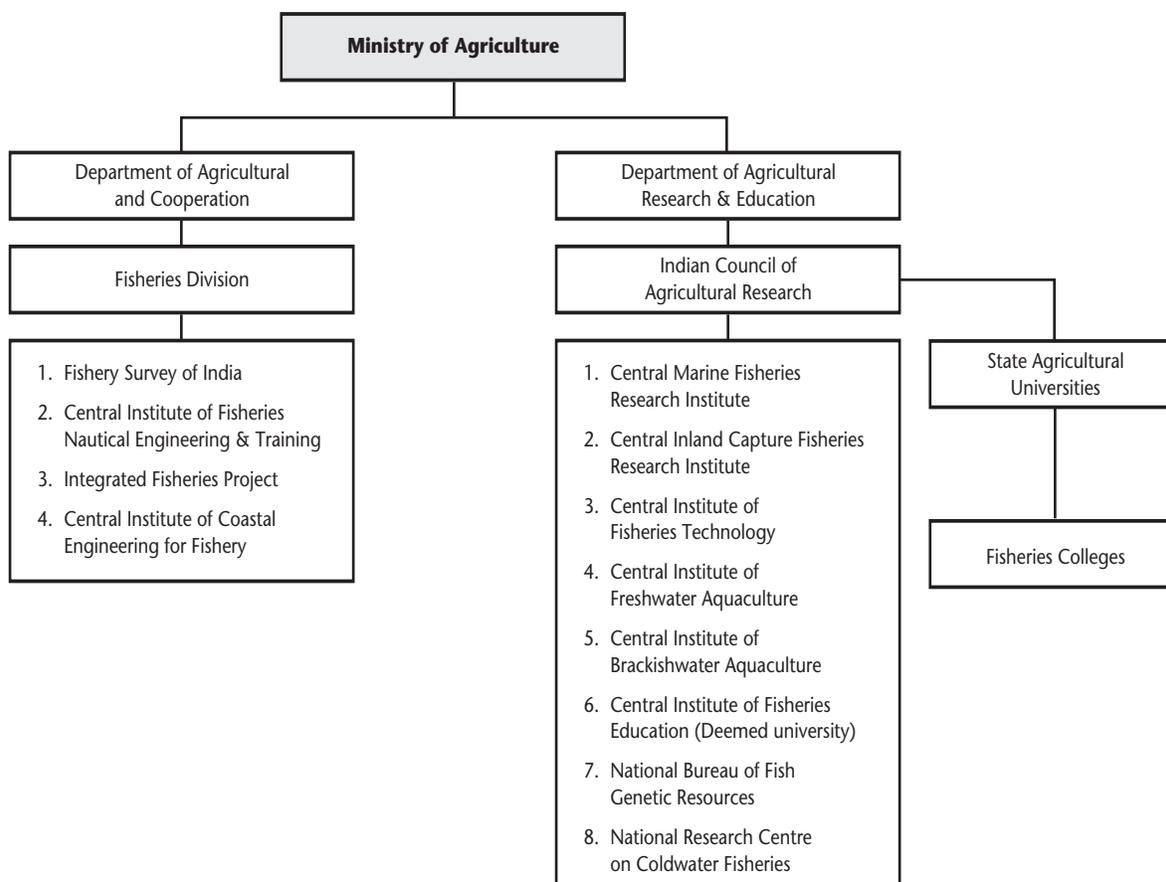 Ministry of Agriculture
Department of Agricultural
and Cooperation
Fisheries Division
1. Fishery Survey of India
2. Central Institute of Fisheries
Nautical Engineering & Training
3. Integrated Fisheries Project
4. Central Institute of Coastal
Engineering for Fishery
Department of Agricultural
Research & Education
Indian Council of
Agricultural Research
1. Central Marine Fisheries
Research Institute
2. Central Inland Capture Fisheries
Research Institute
3. Central Institute of
Fisheries Technology
4. Central Institute of
Freshwater Aquaculture
5. Central Institute of
Brackishwater Aquaculture
6. Central Institute of Fisheries
Education (Deemed university)
7. National Bureau of Fish
Genetic Resources
8. National Research Centre
on Coldwater Fisheries
State Agricultural
Universities
Fisheries Colleges